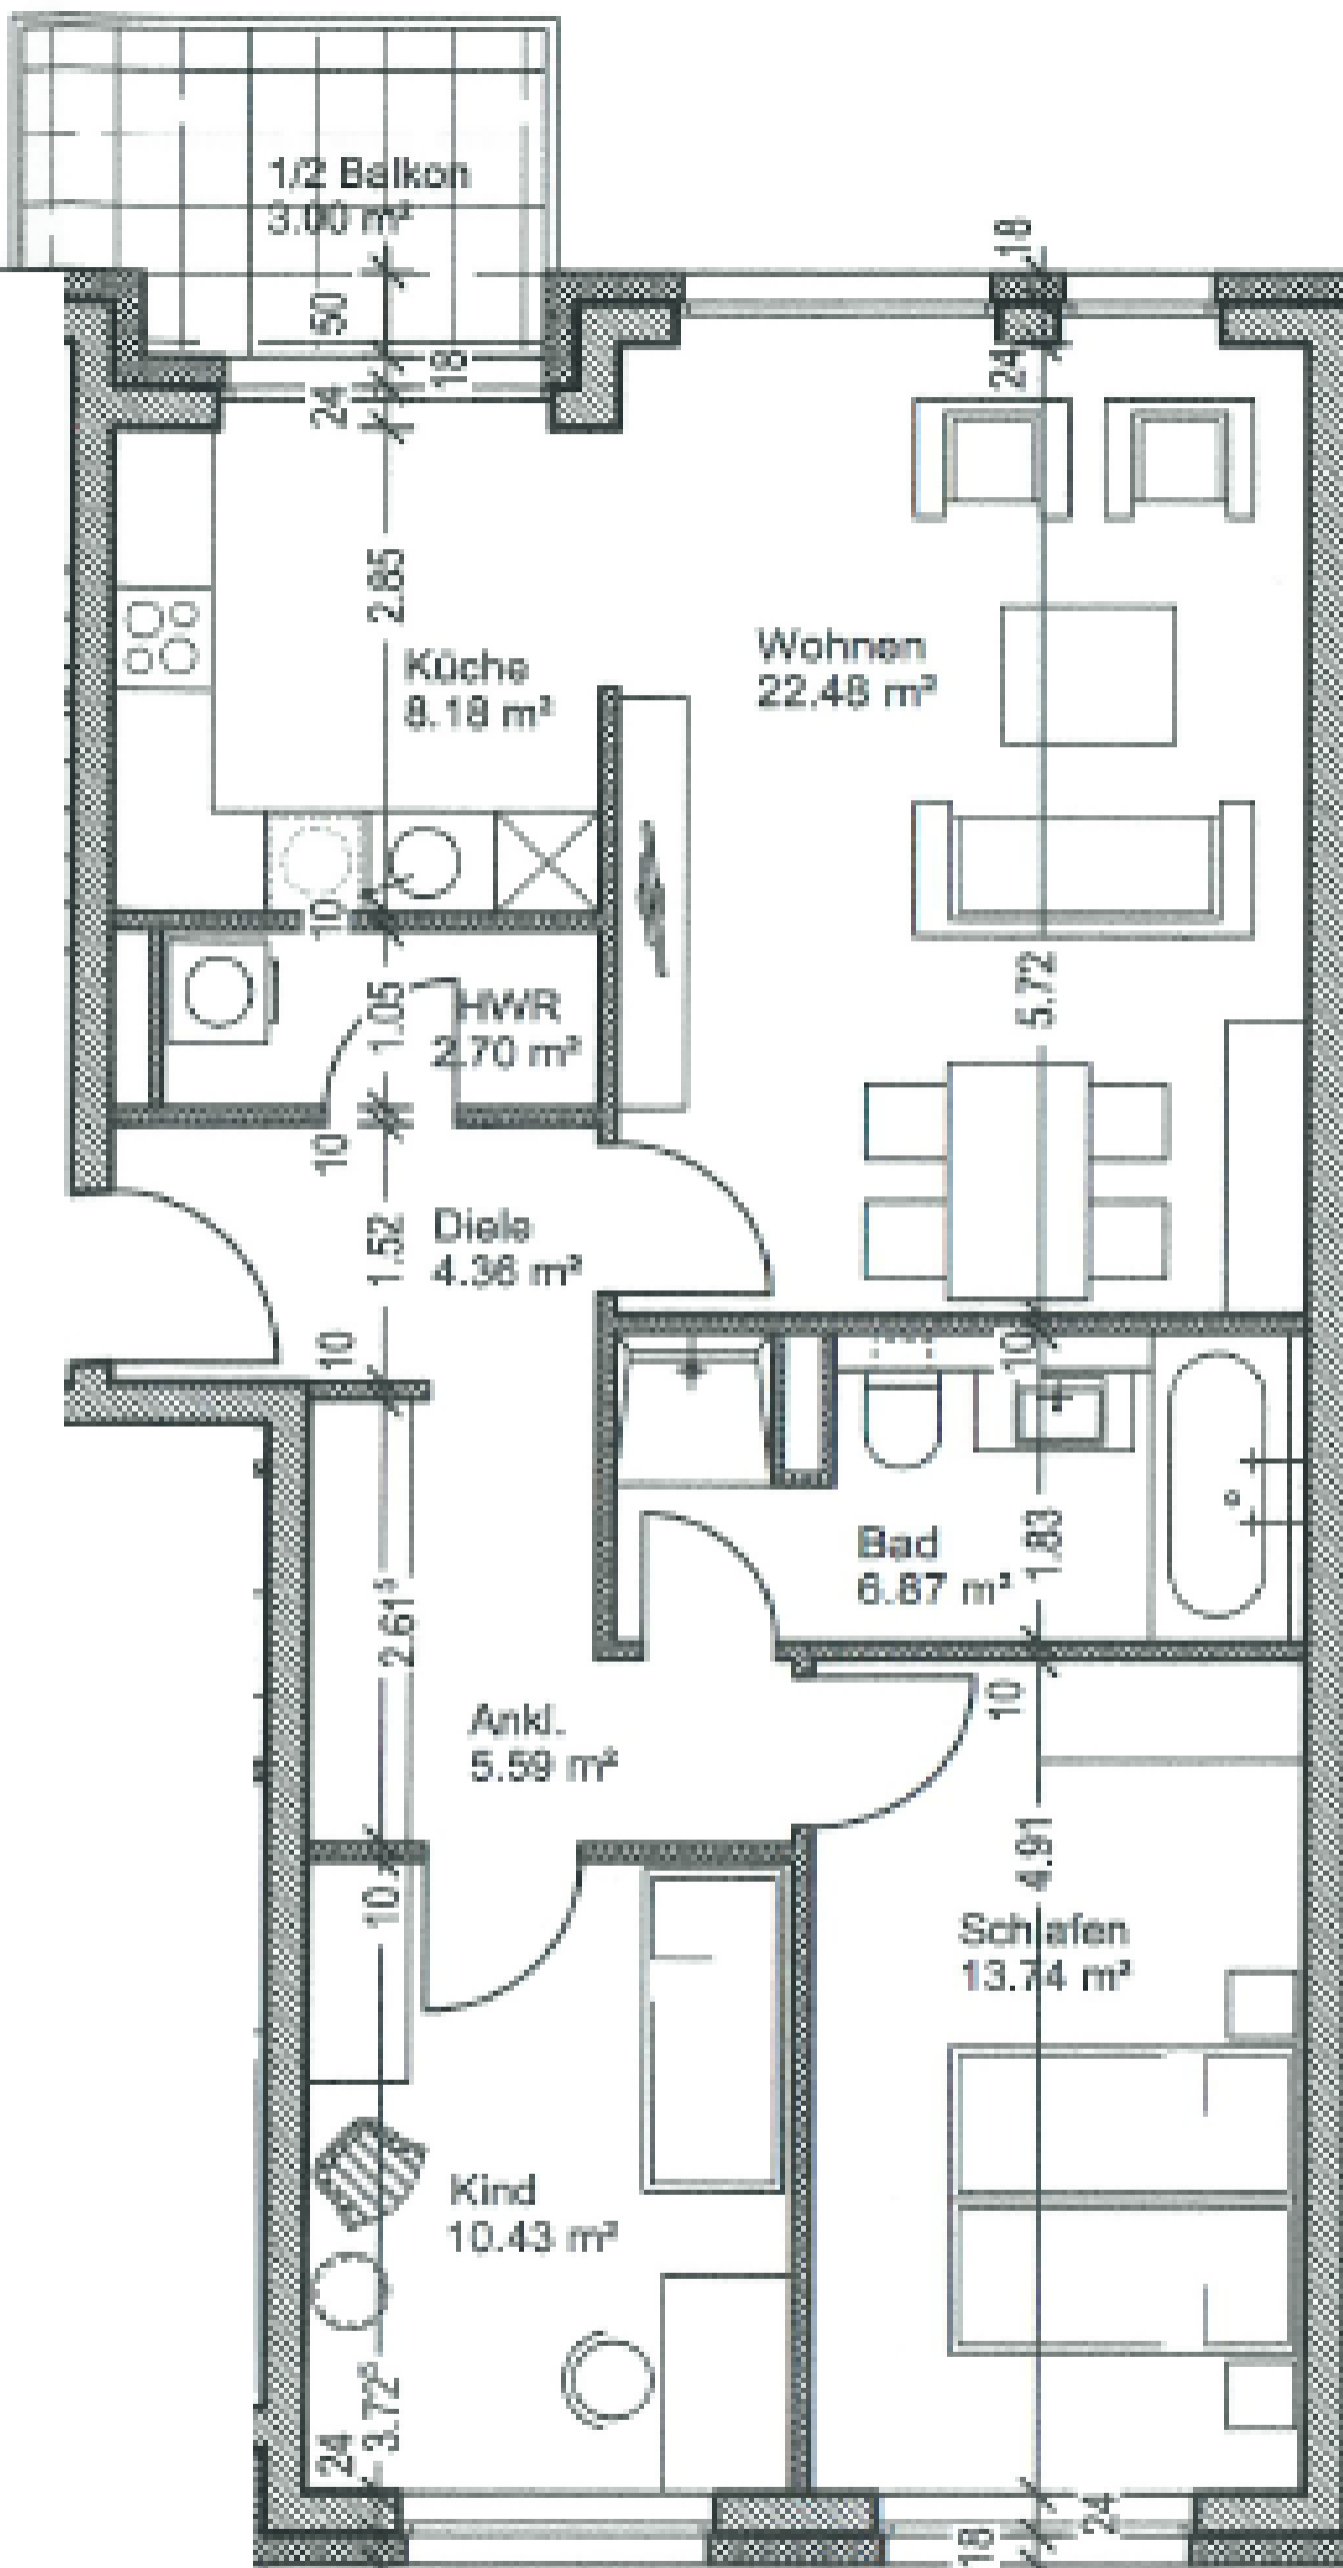 1/2 Balkon
3.00 m²
18
50
18
24
24
2.85
Küche
8.18 m²
Wohnen
22.48 m²
10
5.72
1.05
HWR
2.70 m²
10
Diele
4.36 m²
1.52
10
10
1.83
Bad
6.87 m²
2.61⁵
10
Ankl.
5.59 m²
4.91
10
Schlafen
13.74 m²
Kind
10.43 m²
3.72⁵
24
24
18